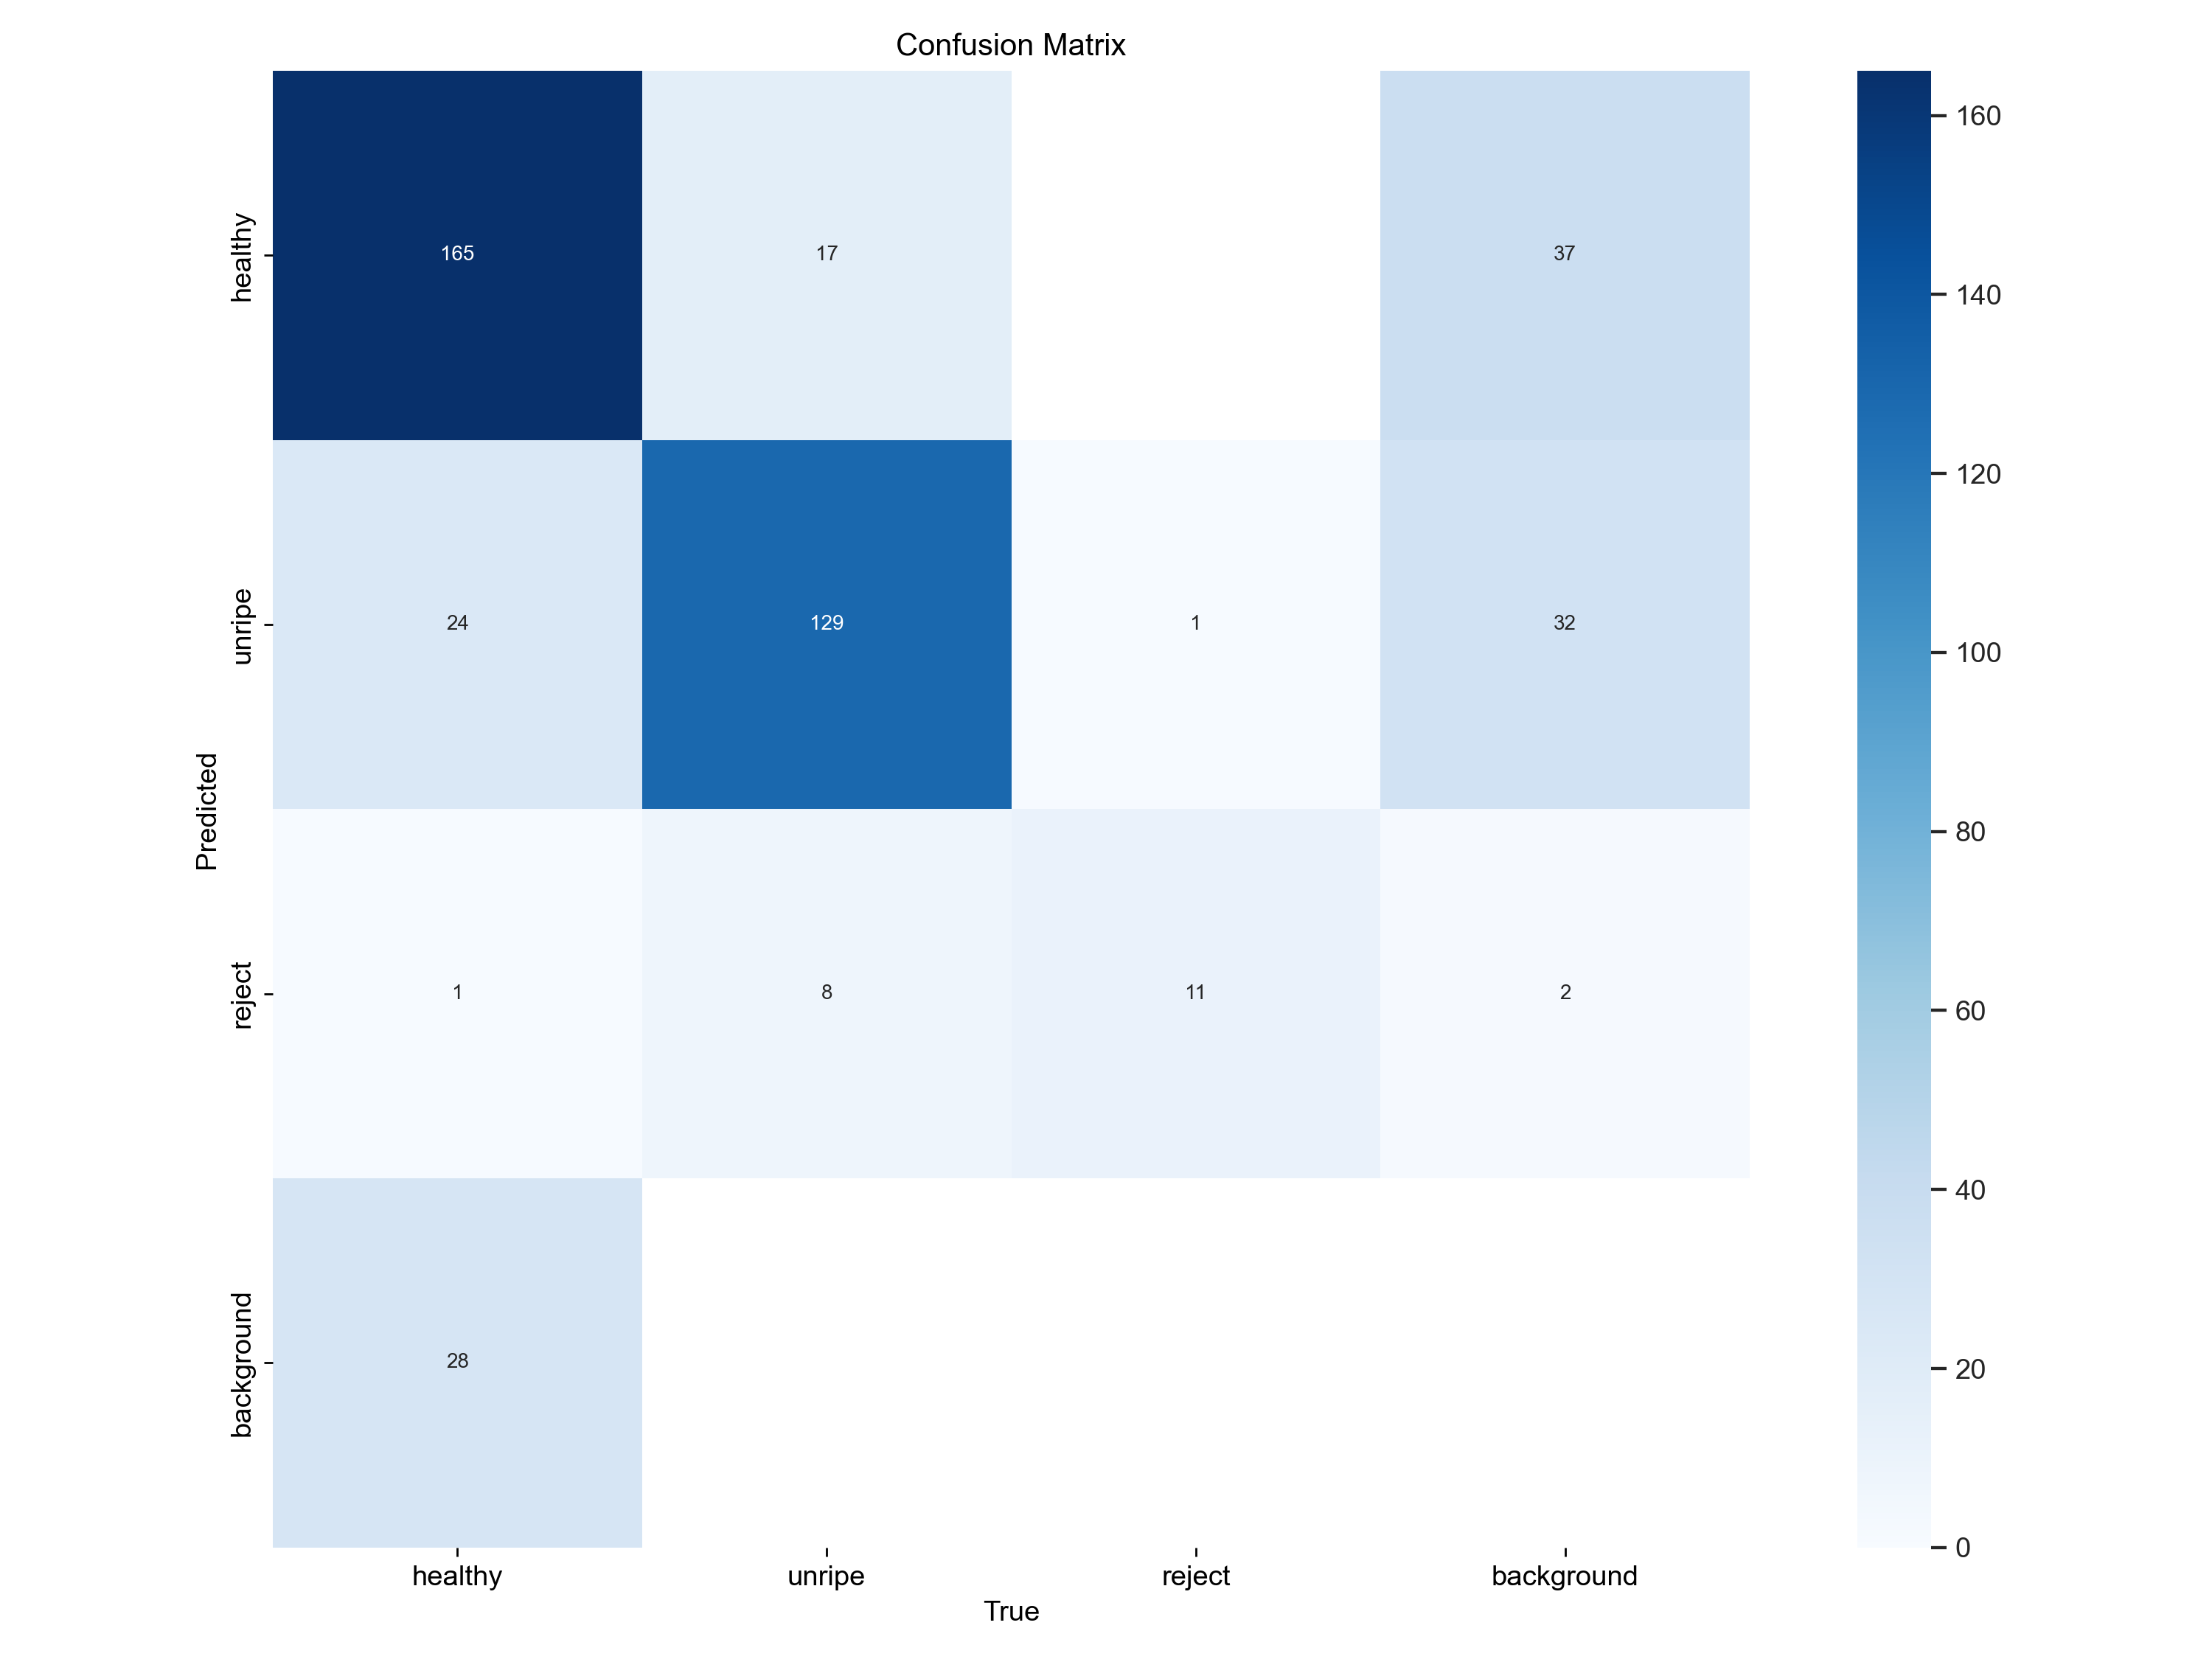 Confusion Matrix
healthy
165
17
37
unripe
24
129
1
32
reject
1
8
11
2
background
28
Predicted
healthy
unripe
reject
background
True
160
140
120
100
80
60
40
20
0